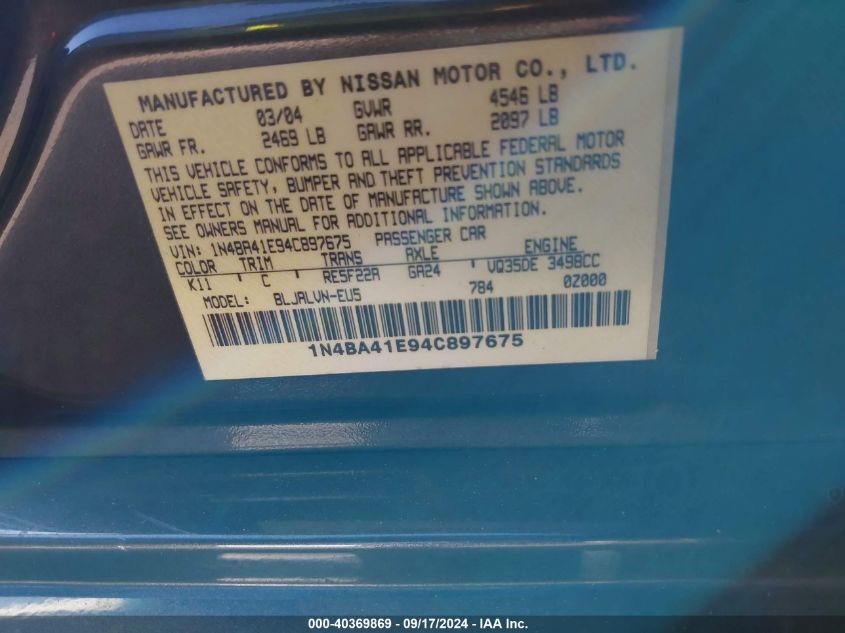 MANUFACTURED BY NISSAN MOTOR CO., LTD.
DATE 03/04 GVWR 4546 LB
GAWR FR. 2469 LB GAWR RR. 2097 LB
THIS VEHICLE CONFORMS TO ALL APPLICABLE FEDERAL MOTOR
VEHICLE SAFETY, BUMPER AND THEFT PREVENTION STANDARDS
IN EFFECT ON THE DATE OF MANUFACTURE SHOWN ABOVE.
SEE OWNERS MANUAL FOR ADDITIONAL INFORMATION.
VIN: 1N4BA41E94C897675 PASSENGER CAR
COLOR TRIM TRANS AXLE ENGINE
K11 ' C ' RE5F22A GA24 ' VQ35DE 3498CC
MODEL: BLJALVN-EU5 784 0Z000
1N4BA41E94C897675
000-40369869 — 09/17/2024 — IAAI Inc.